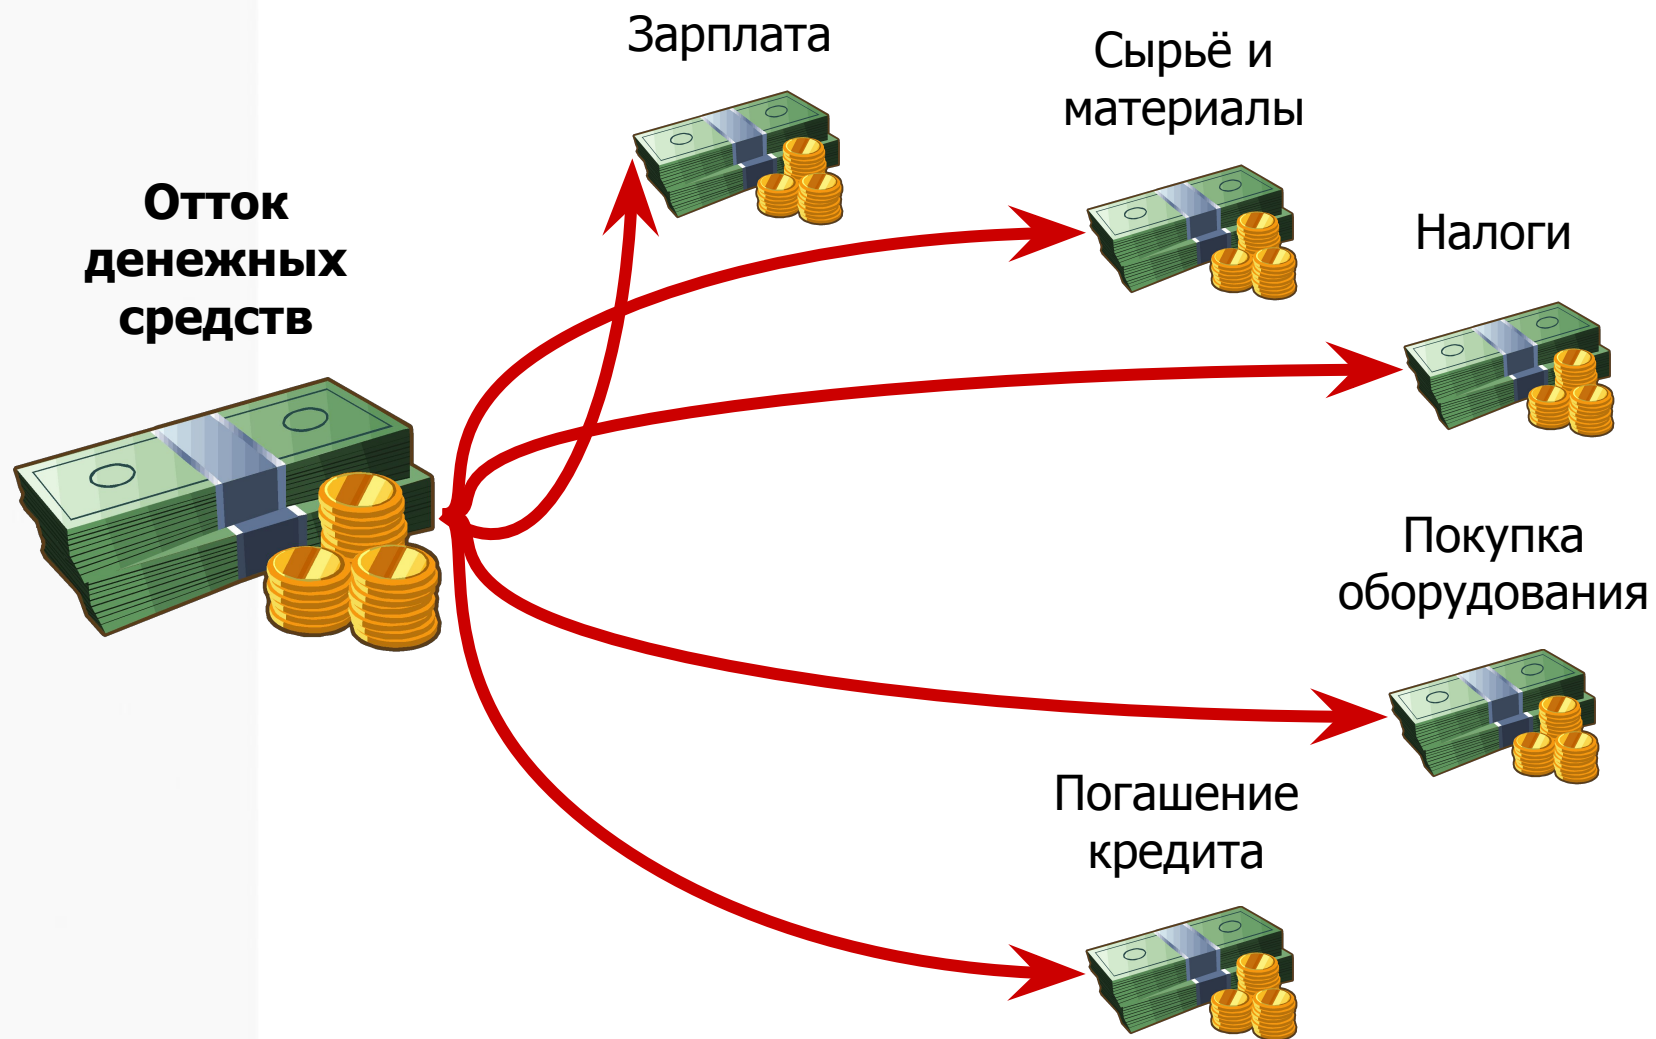 Зарплата
Сырьё и
материалы
Отток
денежных
средств
Налоги
Покупка
оборудования
Погашение
кредита